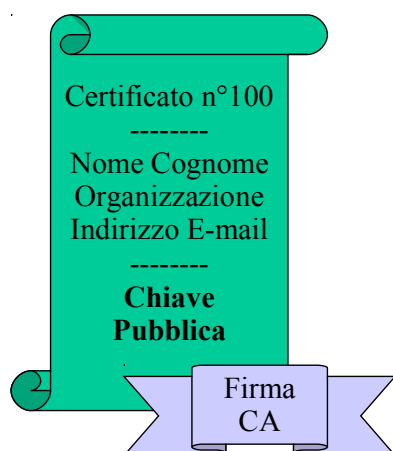 Certificato n°100
--------
Nome Cognome
Organizzazione
Indirizzo E-mail
--------
Chiave
Pubblica
Firma
CA